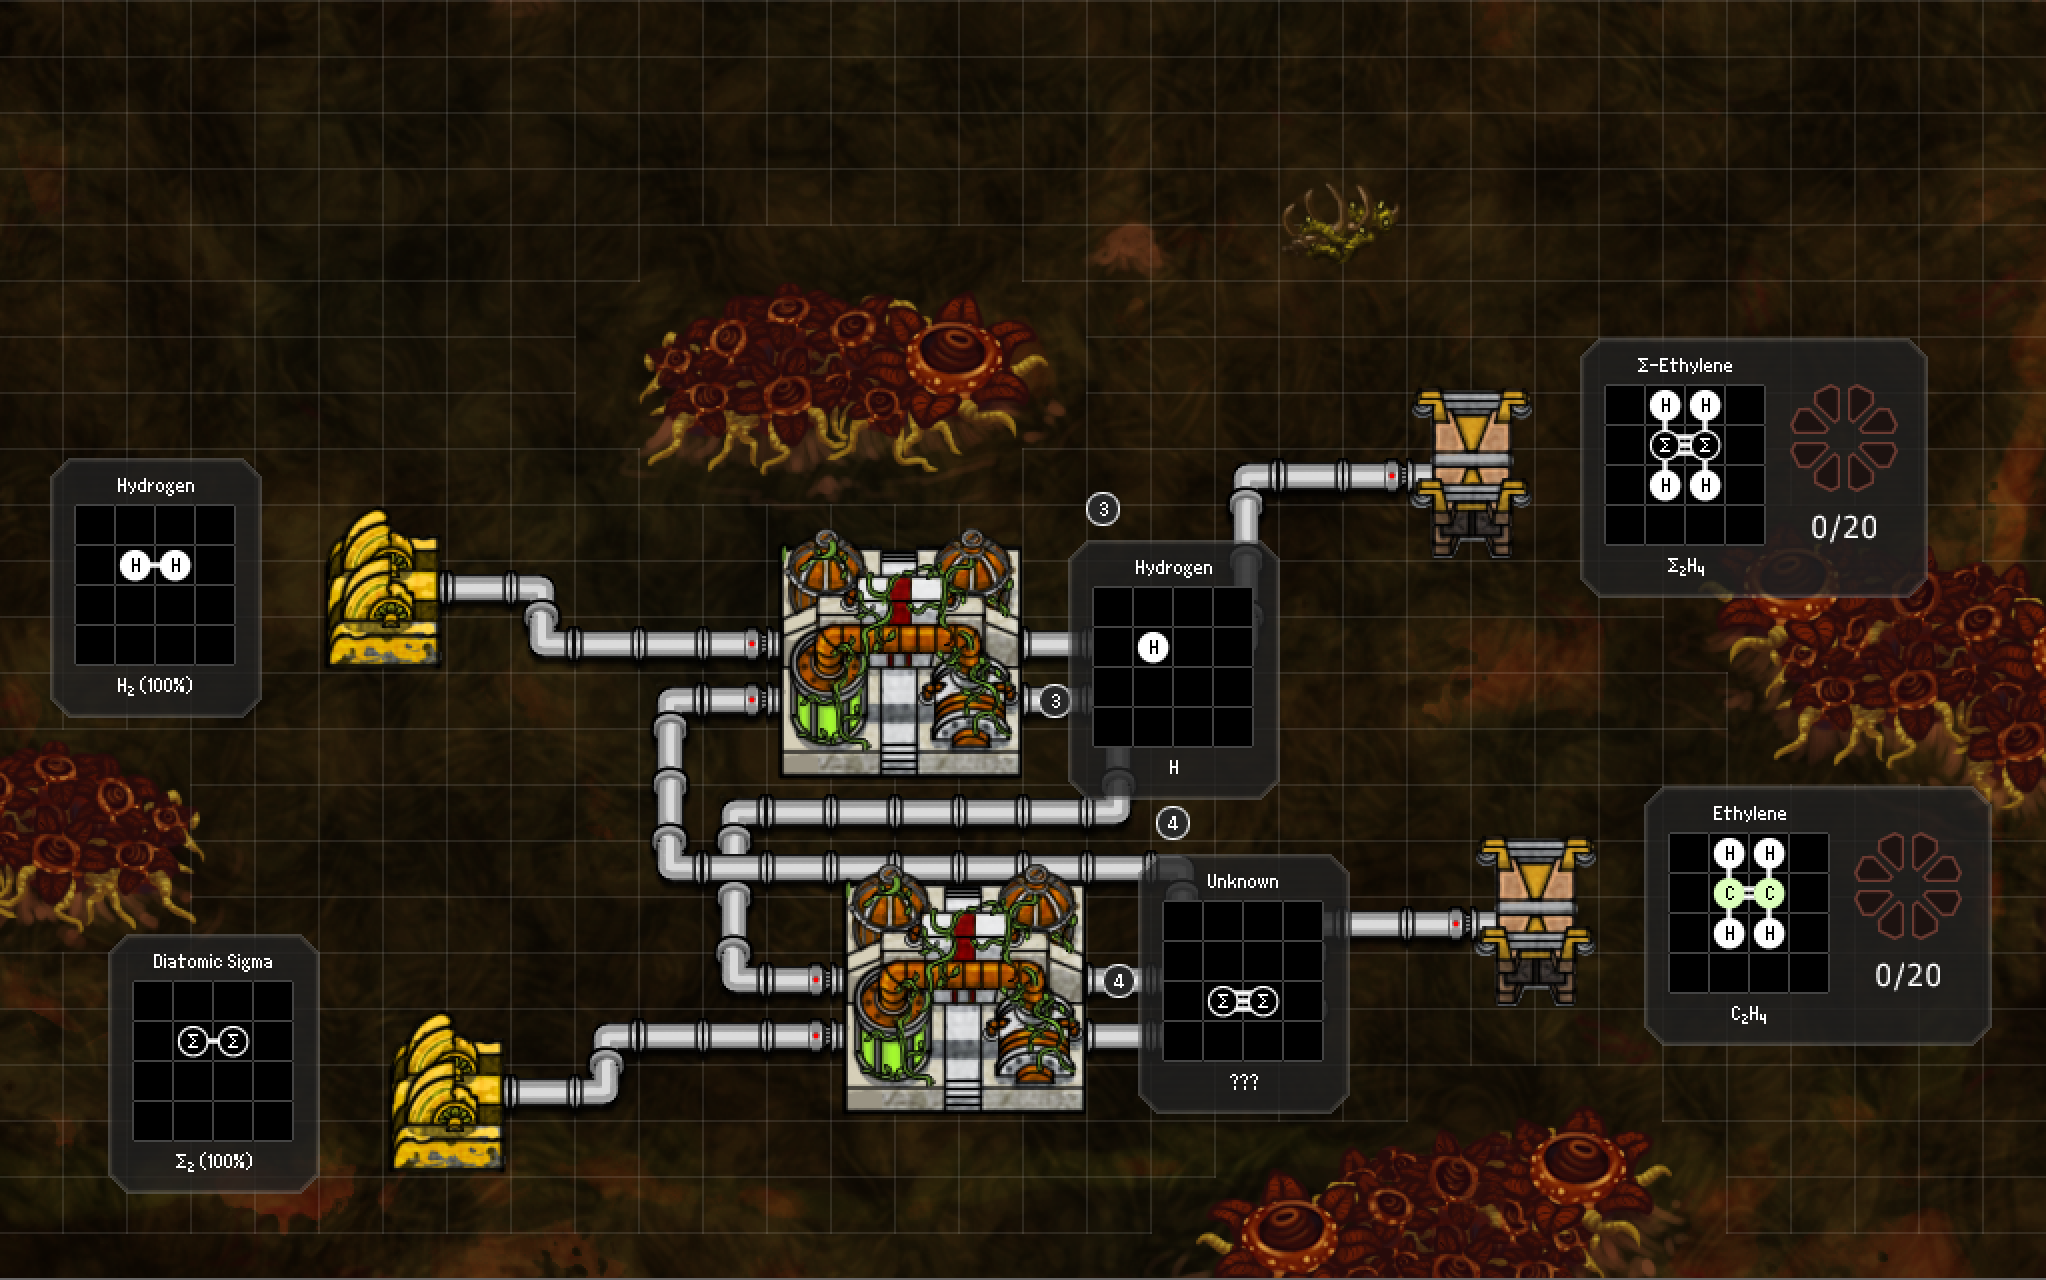 Σ-Ethylene
H H
Σ Σ
H H
0/20
Σ₂H₄
Hydrogen
H H
H₂ (100%)
3
Hydrogen
H
3
H
4
Ethylene
H H
C C
H H
0/20
C₂H₄
Unknown
4
Σ Σ
???
Diatomic Sigma
Σ Σ
Σ₂ (100%)